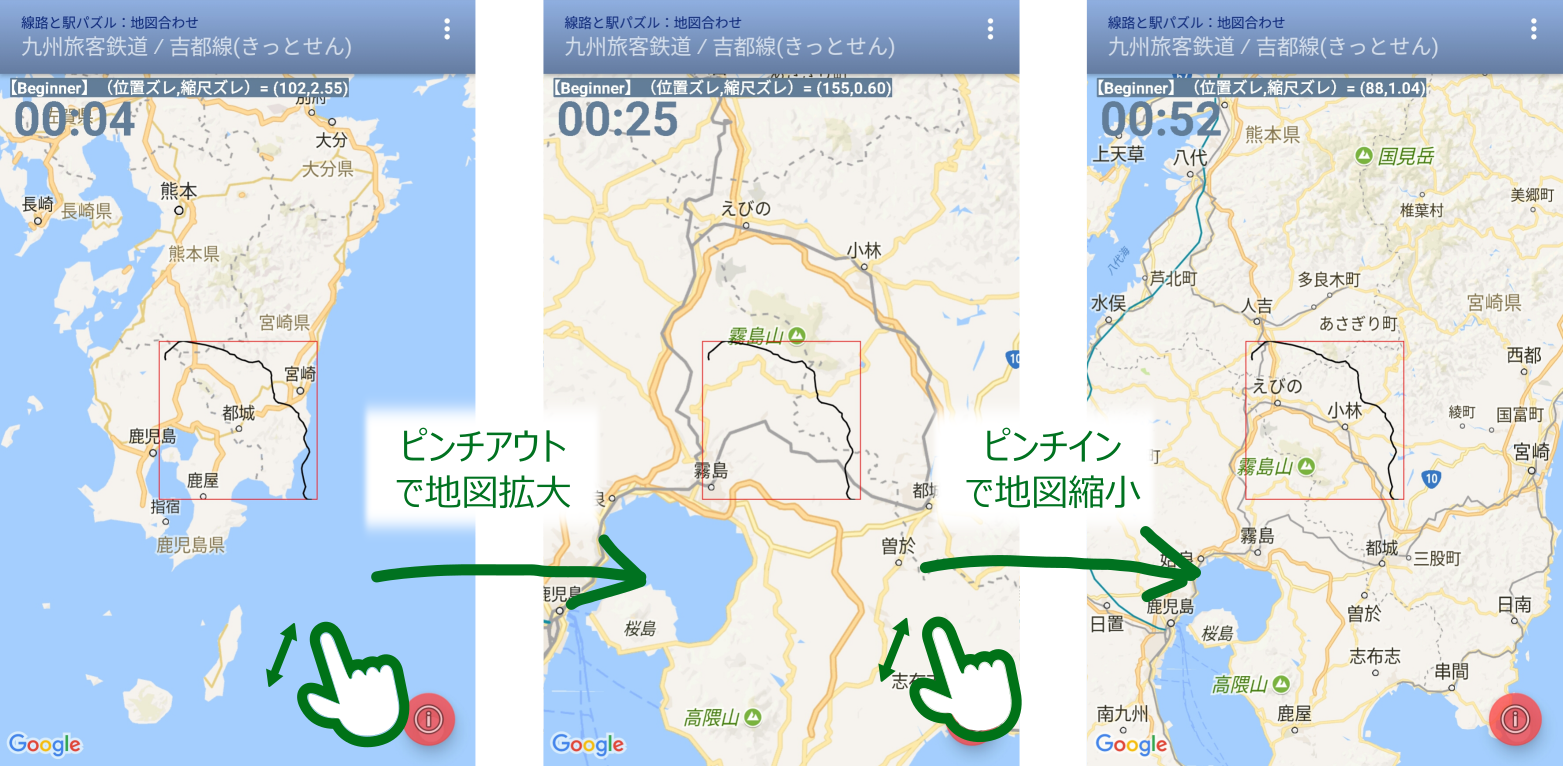 線路と駅パズル：地図合わせ
九州旅客鉄道 / 吉都線(きっとせん)
【Beginner】（位置ズレ,縮尺ズレ）= (102,2.55)
00:04
別府
大分
大分県
熊本
長崎
長崎県
熊本県
宮崎県
宮崎
都城
鹿児島
鹿屋
指宿
鹿児島県
Google
ピンチアウト
で地図拡大
線路と駅パズル：地図合わせ
九州旅客鉄道 / 吉都線(きっとせん)
【Beginner】（位置ズレ,縮尺ズレ）= (155,0.60)
00:25
えびの
小林
霧島山
10
霧島
良
都城
曽於
鹿児島
桜島
志布志
高隈山
Google
ピンチイン
で地図縮小
線路と駅パズル：地図合わせ
九州旅客鉄道 / 吉都線(きっとせん)
【Beginner】（位置ズレ,縮尺ズレ）= (88,1.04)
00:52
熊本県
上天草
八代
国見岳
美郷町
椎葉村
八代海
芦北町
多良木町
水俣
人吉
宮崎県
あさぎり町
西都
えびの
小林
綾町
国富町
町
宮崎
霧島山
10
霧島
姶良
都城
三股町
鹿児島
日置
曽於
日南
桜島
志布志
串間
高隈山
南九州
鹿屋
Google